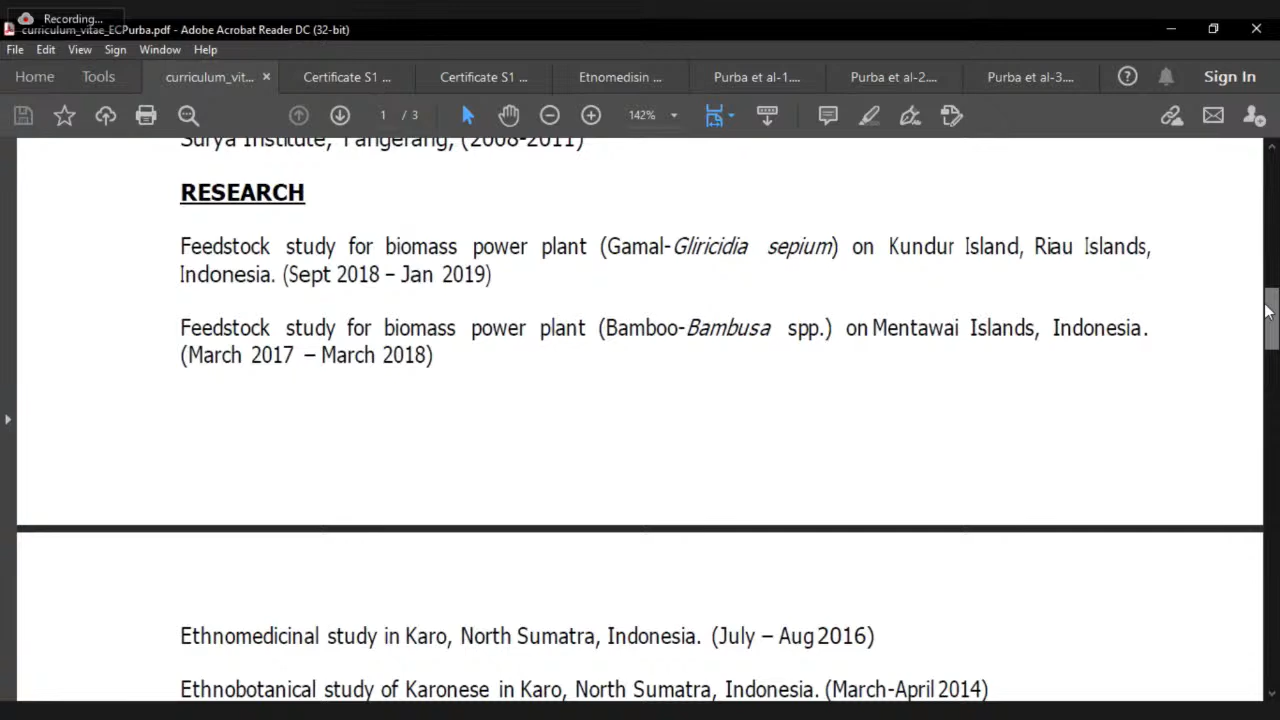 Recording...
curriculum_vitae_ECPurba.pdf - Adobe Acrobat Reader DC (32-bit)
File Edit View Sign Window Help
Home Tools curriculum_vit... × Certificate S1 ... Certificate S1 ... Etnomedisin ... Purba et al-1.... Purba et al-2.... Purba et al-3.... Sign In
1 / 3 142%
Surya Institute, Tangerang, (2008-2011)
RESEARCH
Feedstock study for biomass power plant (Gamal-Gliricidia sepium) on Kundur Island, Riau Islands,
Indonesia. (Sept 2018 – Jan 2019)
Feedstock study for biomass power plant (Bamboo-Bambusa spp.) on Mentawai Islands, Indonesia.
(March 2017 – March 2018)
Ethnomedicinal study in Karo, North Sumatra, Indonesia. (July – Aug 2016)
Ethnobotanical study of Karonese in Karo, North Sumatra, Indonesia. (March-April 2014)